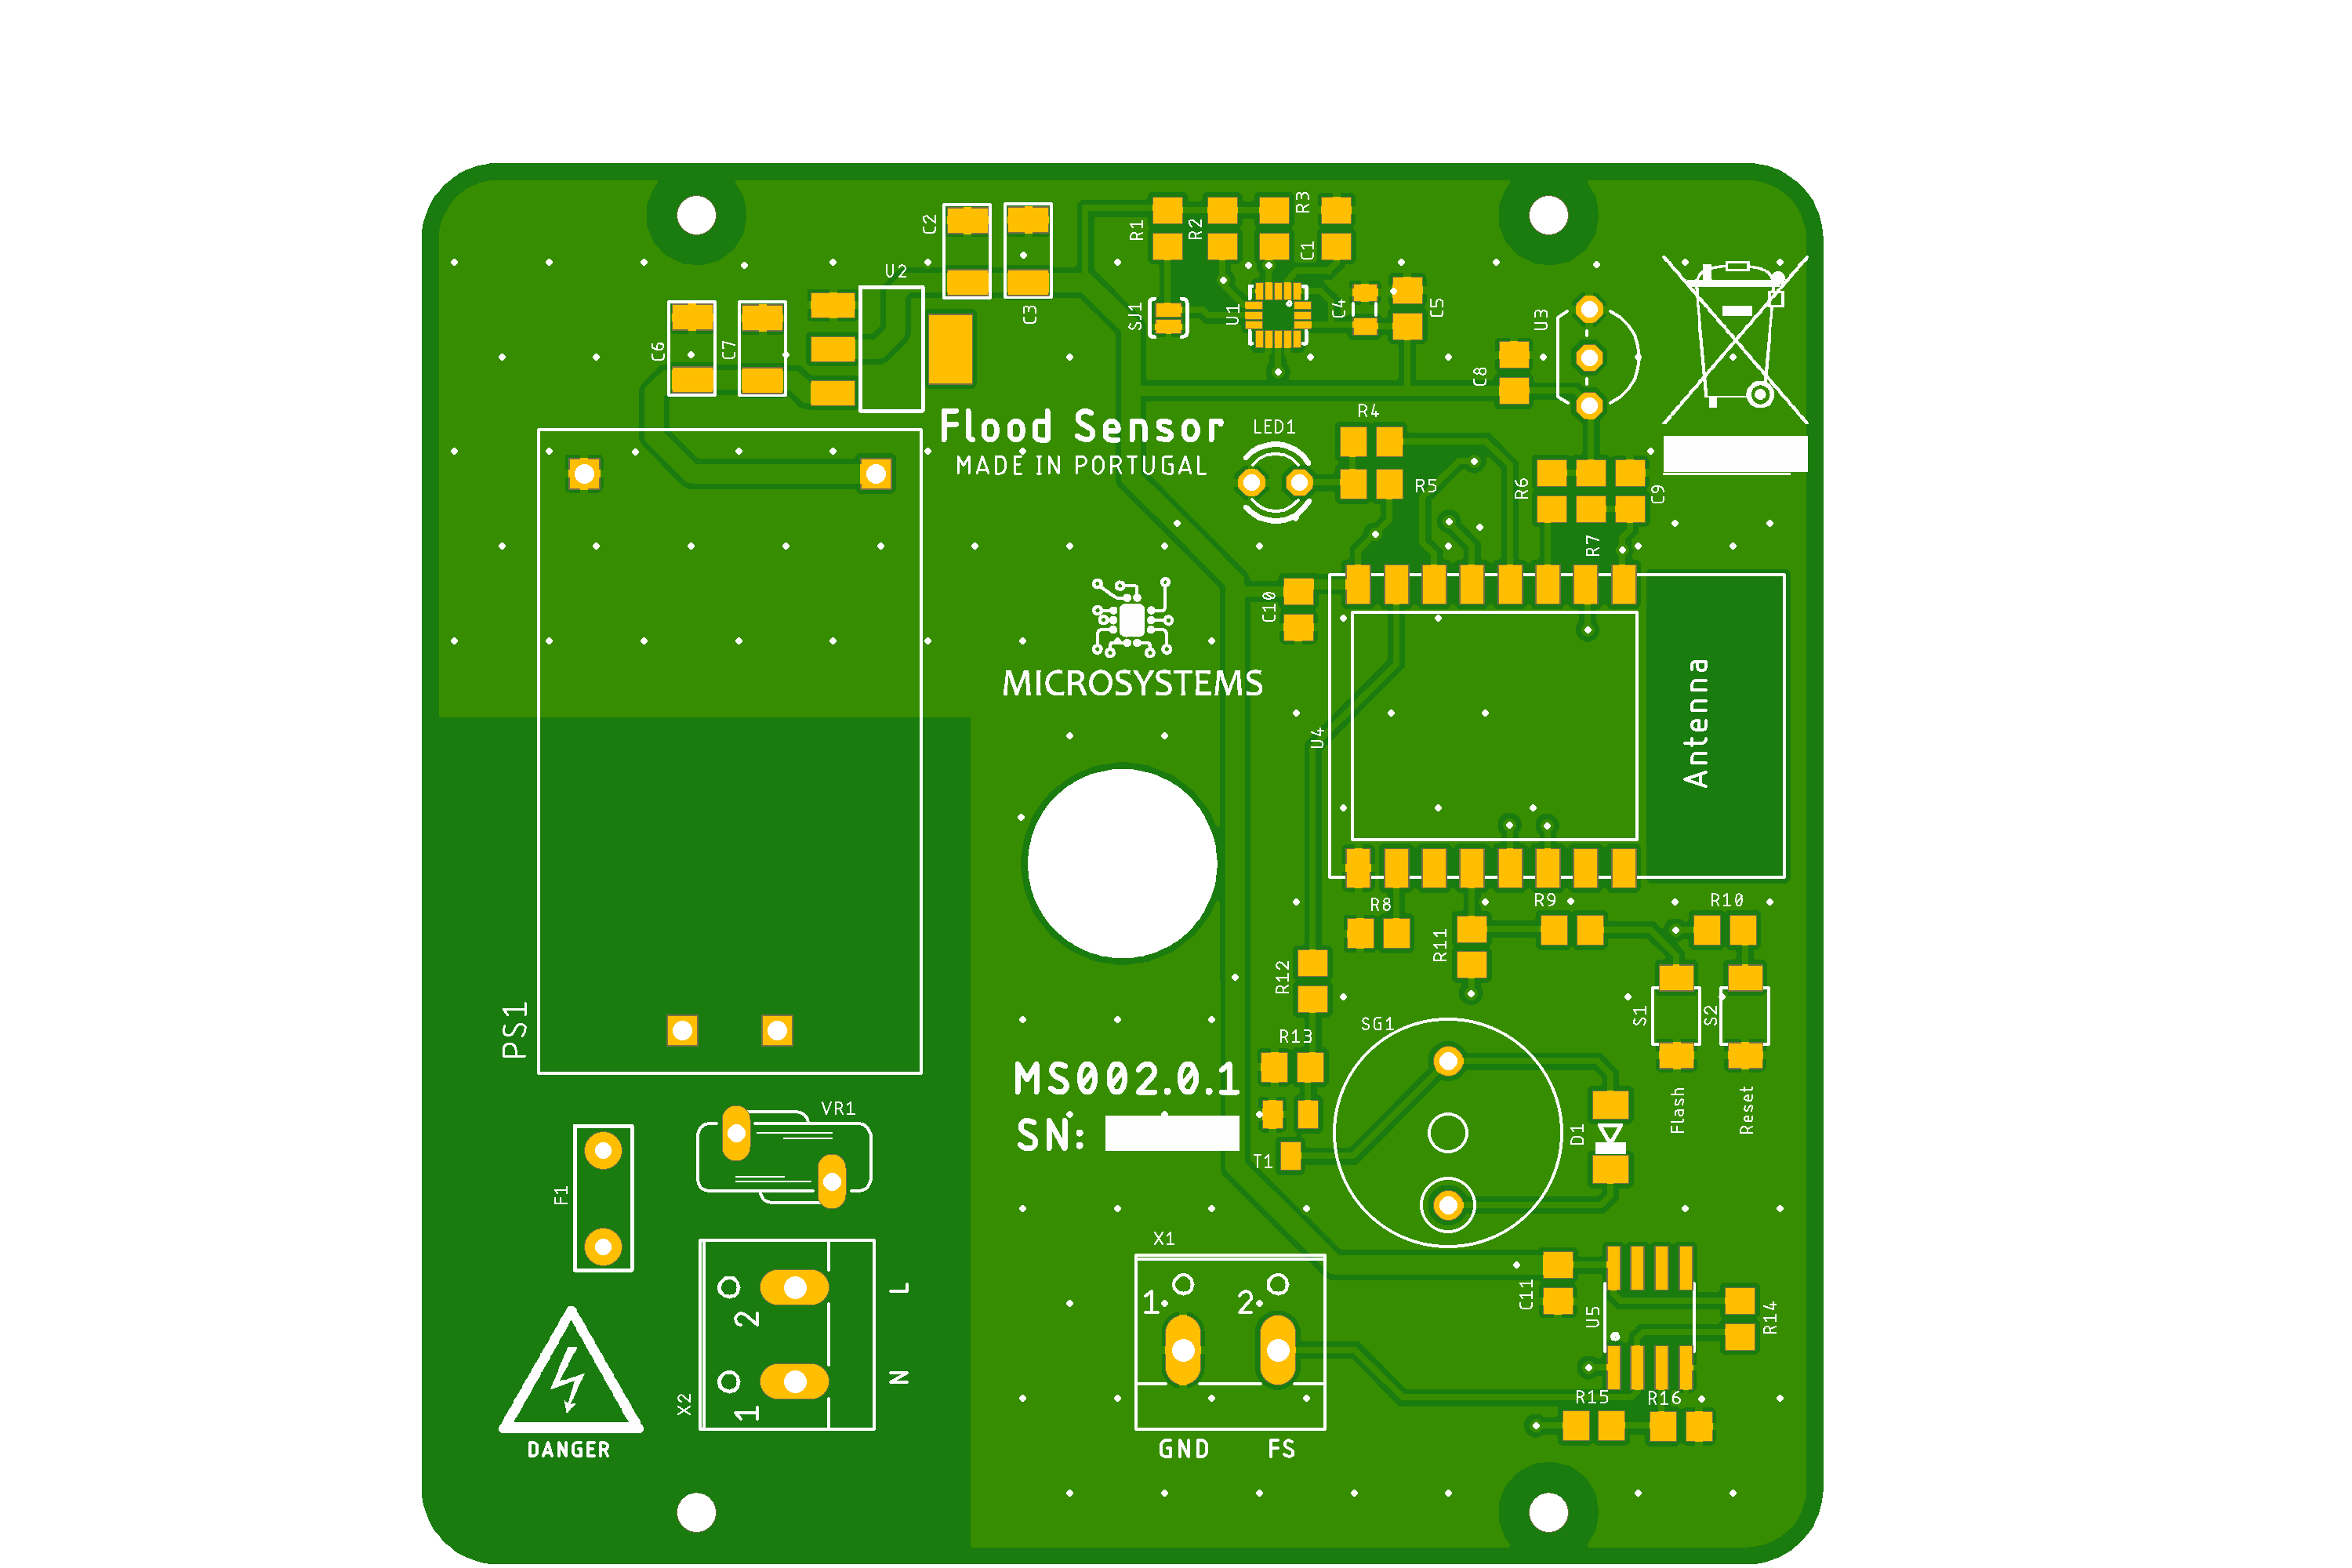 R3
C2
R1
R2
C1
U2
C3
SJ1
U1
C4
C5
U3
C6
C7
C8
R4
Flood Sensor
LED1
MADE IN PORTUGAL
R5
R6
C9
R7
C10
MICROSYSTEMS
U4
Antenna
R8
R9
R10
R11
R12
PS1
SG1
S1
S2
R13
MS002.0.1
VR1
Flash
Reset
SN:
D1
T1
F1
X1
L
2
1
2
C11
U5
R14
N
X2
1
R15
R16
DANGER
GND
FS